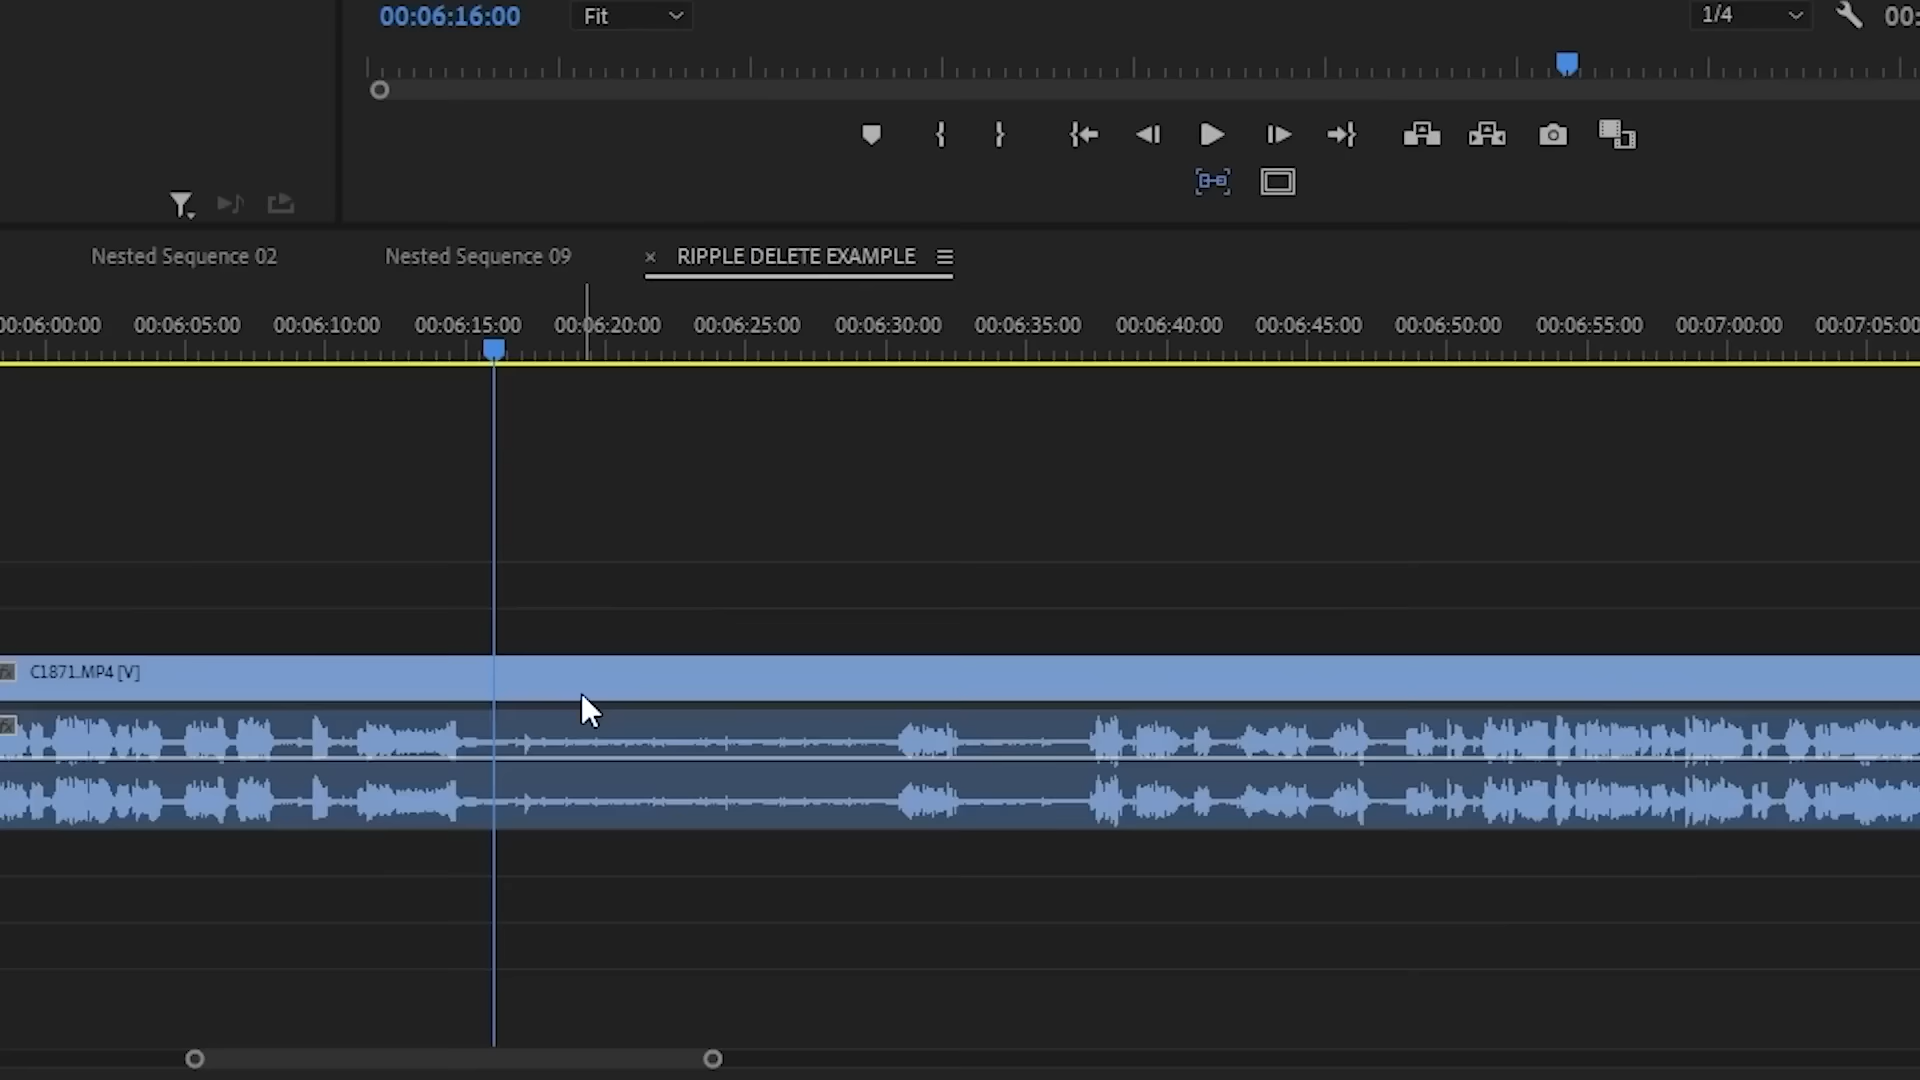 00:06:16:00 Fit 1/4 00:
Nested Sequence 02 Nested Sequence 09 × RIPPLE DELETE EXAMPLE
00:06:00:00 00:06:05:00 00:06:10:00 00:06:15:00 00:06:20:00 00:06:25:00 00:06:30:00 00:06:35:00 00:06:40:00 00:06:45:00 00:06:50:00 00:06:55:00 00:07:00:00 00:07:05:00
fx C1871.MP4 [V]
fx